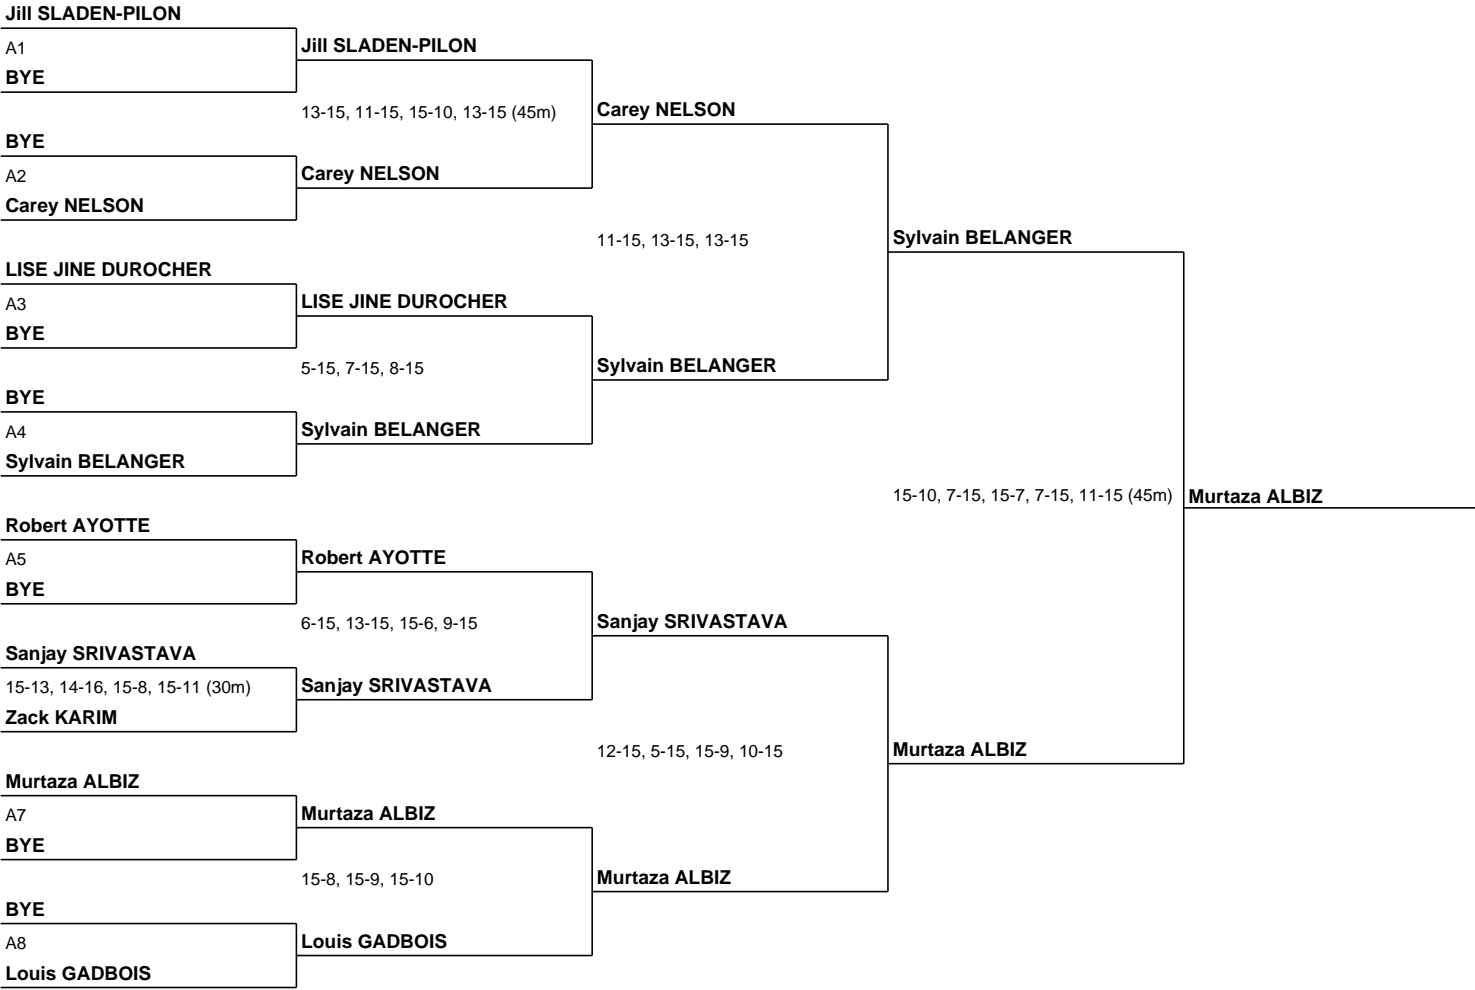 Jill SLADEN-PILON
A1
BYE
BYE
A2
Carey NELSON
LISE JINE DUROCHER
A3
BYE
BYE
A4
Sylvain BELANGER
Robert AYOTTE
A5
BYE
Sanjay SRIVASTAVA
15-13, 14-16, 15-8, 15-11 (30m)
Zack KARIM
Murtaza ALBIZ
A7
BYE
BYE
A8
Louis GADBOIS
Jill SLADEN-PILON
13-15, 11-15, 15-10, 13-15 (45m)
Carey NELSON
LISE JINE DUROCHER
5-15, 7-15, 8-15
Sylvain BELANGER
Robert AYOTTE
6-15, 13-15, 15-6, 9-15
Sanjay SRIVASTAVA
Murtaza ALBIZ
15-8, 15-9, 15-10
Louis GADBOIS
Carey NELSON
11-15, 13-15, 13-15
Sylvain BELANGER
Sanjay SRIVASTAVA
12-15, 5-15, 15-9, 10-15
Murtaza ALBIZ
Sylvain BELANGER
15-10, 7-15, 15-7, 7-15, 11-15 (45m)
Murtaza ALBIZ
Murtaza ALBIZ